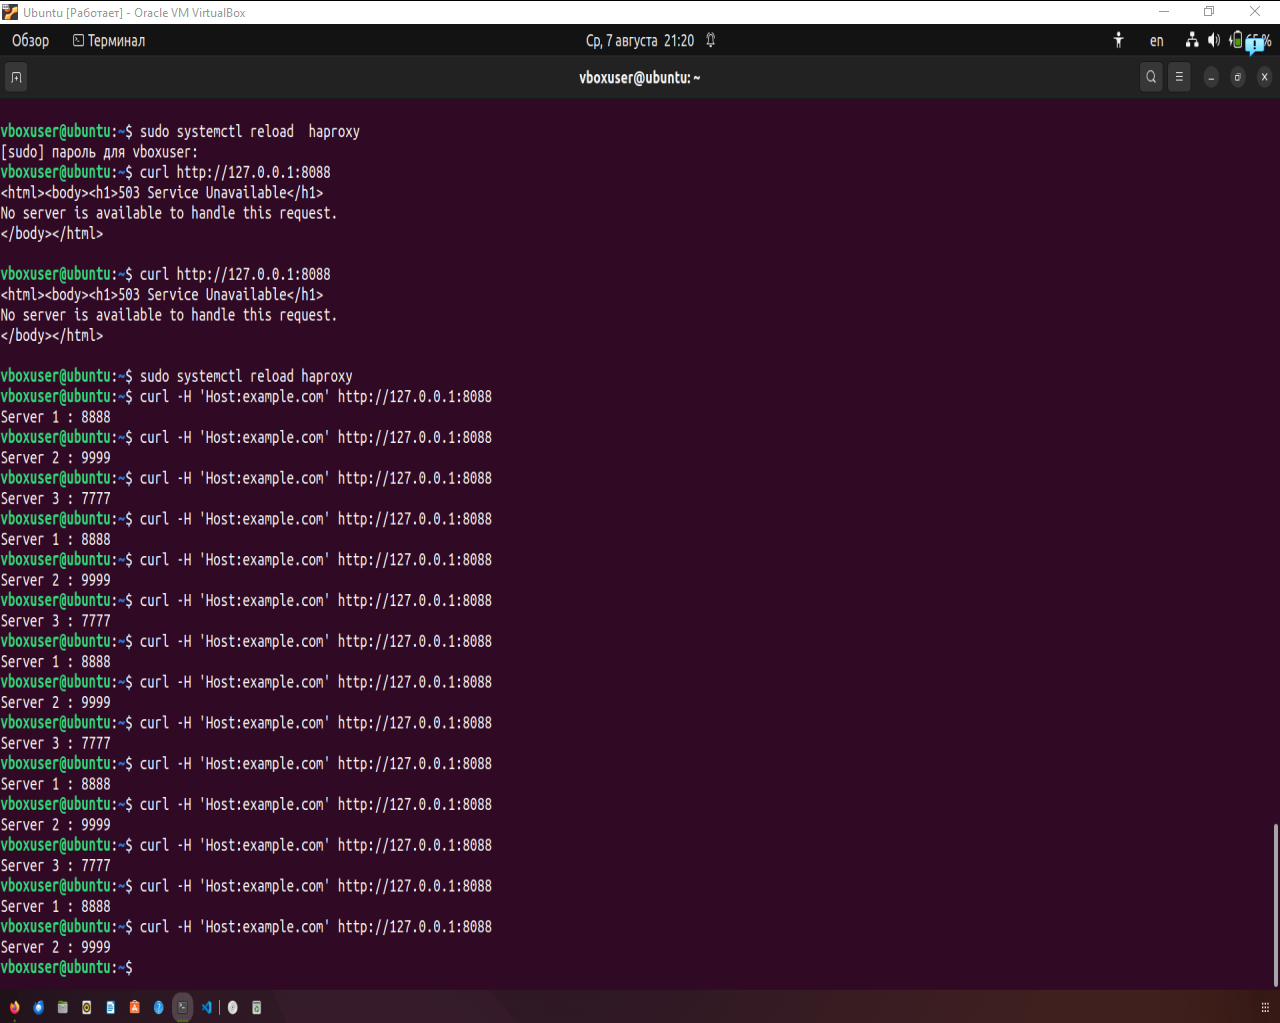 Ubuntu [Работает] - Oracle VM VirtualBox
Обзор Терминал Ср, 7 августа 21:20 en
vboxuser@ubuntu: ~
vboxuser@ubuntu:~$ sudo systemctl reload  haproxy
[sudo] пароль для vboxuser:
vboxuser@ubuntu:~$ curl http://127.0.0.1:8088
<html><body><h1>503 Service Unavailable</h1>
No server is available to handle this request.
</body></html>
vboxuser@ubuntu:~$ curl http://127.0.0.1:8088
<html><body><h1>503 Service Unavailable</h1>
No server is available to handle this request.
</body></html>
vboxuser@ubuntu:~$ sudo systemctl reload haproxy
vboxuser@ubuntu:~$ curl -H 'Host:example.com' http://127.0.0.1:8088
Server 1 : 8888
vboxuser@ubuntu:~$ curl -H 'Host:example.com' http://127.0.0.1:8088
Server 2 : 9999
vboxuser@ubuntu:~$ curl -H 'Host:example.com' http://127.0.0.1:8088
Server 3 : 7777
vboxuser@ubuntu:~$ curl -H 'Host:example.com' http://127.0.0.1:8088
Server 1 : 8888
vboxuser@ubuntu:~$ curl -H 'Host:example.com' http://127.0.0.1:8088
Server 2 : 9999
vboxuser@ubuntu:~$ curl -H 'Host:example.com' http://127.0.0.1:8088
Server 3 : 7777
vboxuser@ubuntu:~$ curl -H 'Host:example.com' http://127.0.0.1:8088
Server 1 : 8888
vboxuser@ubuntu:~$ curl -H 'Host:example.com' http://127.0.0.1:8088
Server 2 : 9999
vboxuser@ubuntu:~$ curl -H 'Host:example.com' http://127.0.0.1:8088
Server 3 : 7777
vboxuser@ubuntu:~$ curl -H 'Host:example.com' http://127.0.0.1:8088
Server 1 : 8888
vboxuser@ubuntu:~$ curl -H 'Host:example.com' http://127.0.0.1:8088
Server 2 : 9999
vboxuser@ubuntu:~$ curl -H 'Host:example.com' http://127.0.0.1:8088
Server 3 : 7777
vboxuser@ubuntu:~$ curl -H 'Host:example.com' http://127.0.0.1:8088
Server 1 : 8888
vboxuser@ubuntu:~$ curl -H 'Host:example.com' http://127.0.0.1:8088
Server 2 : 9999
vboxuser@ubuntu:~$